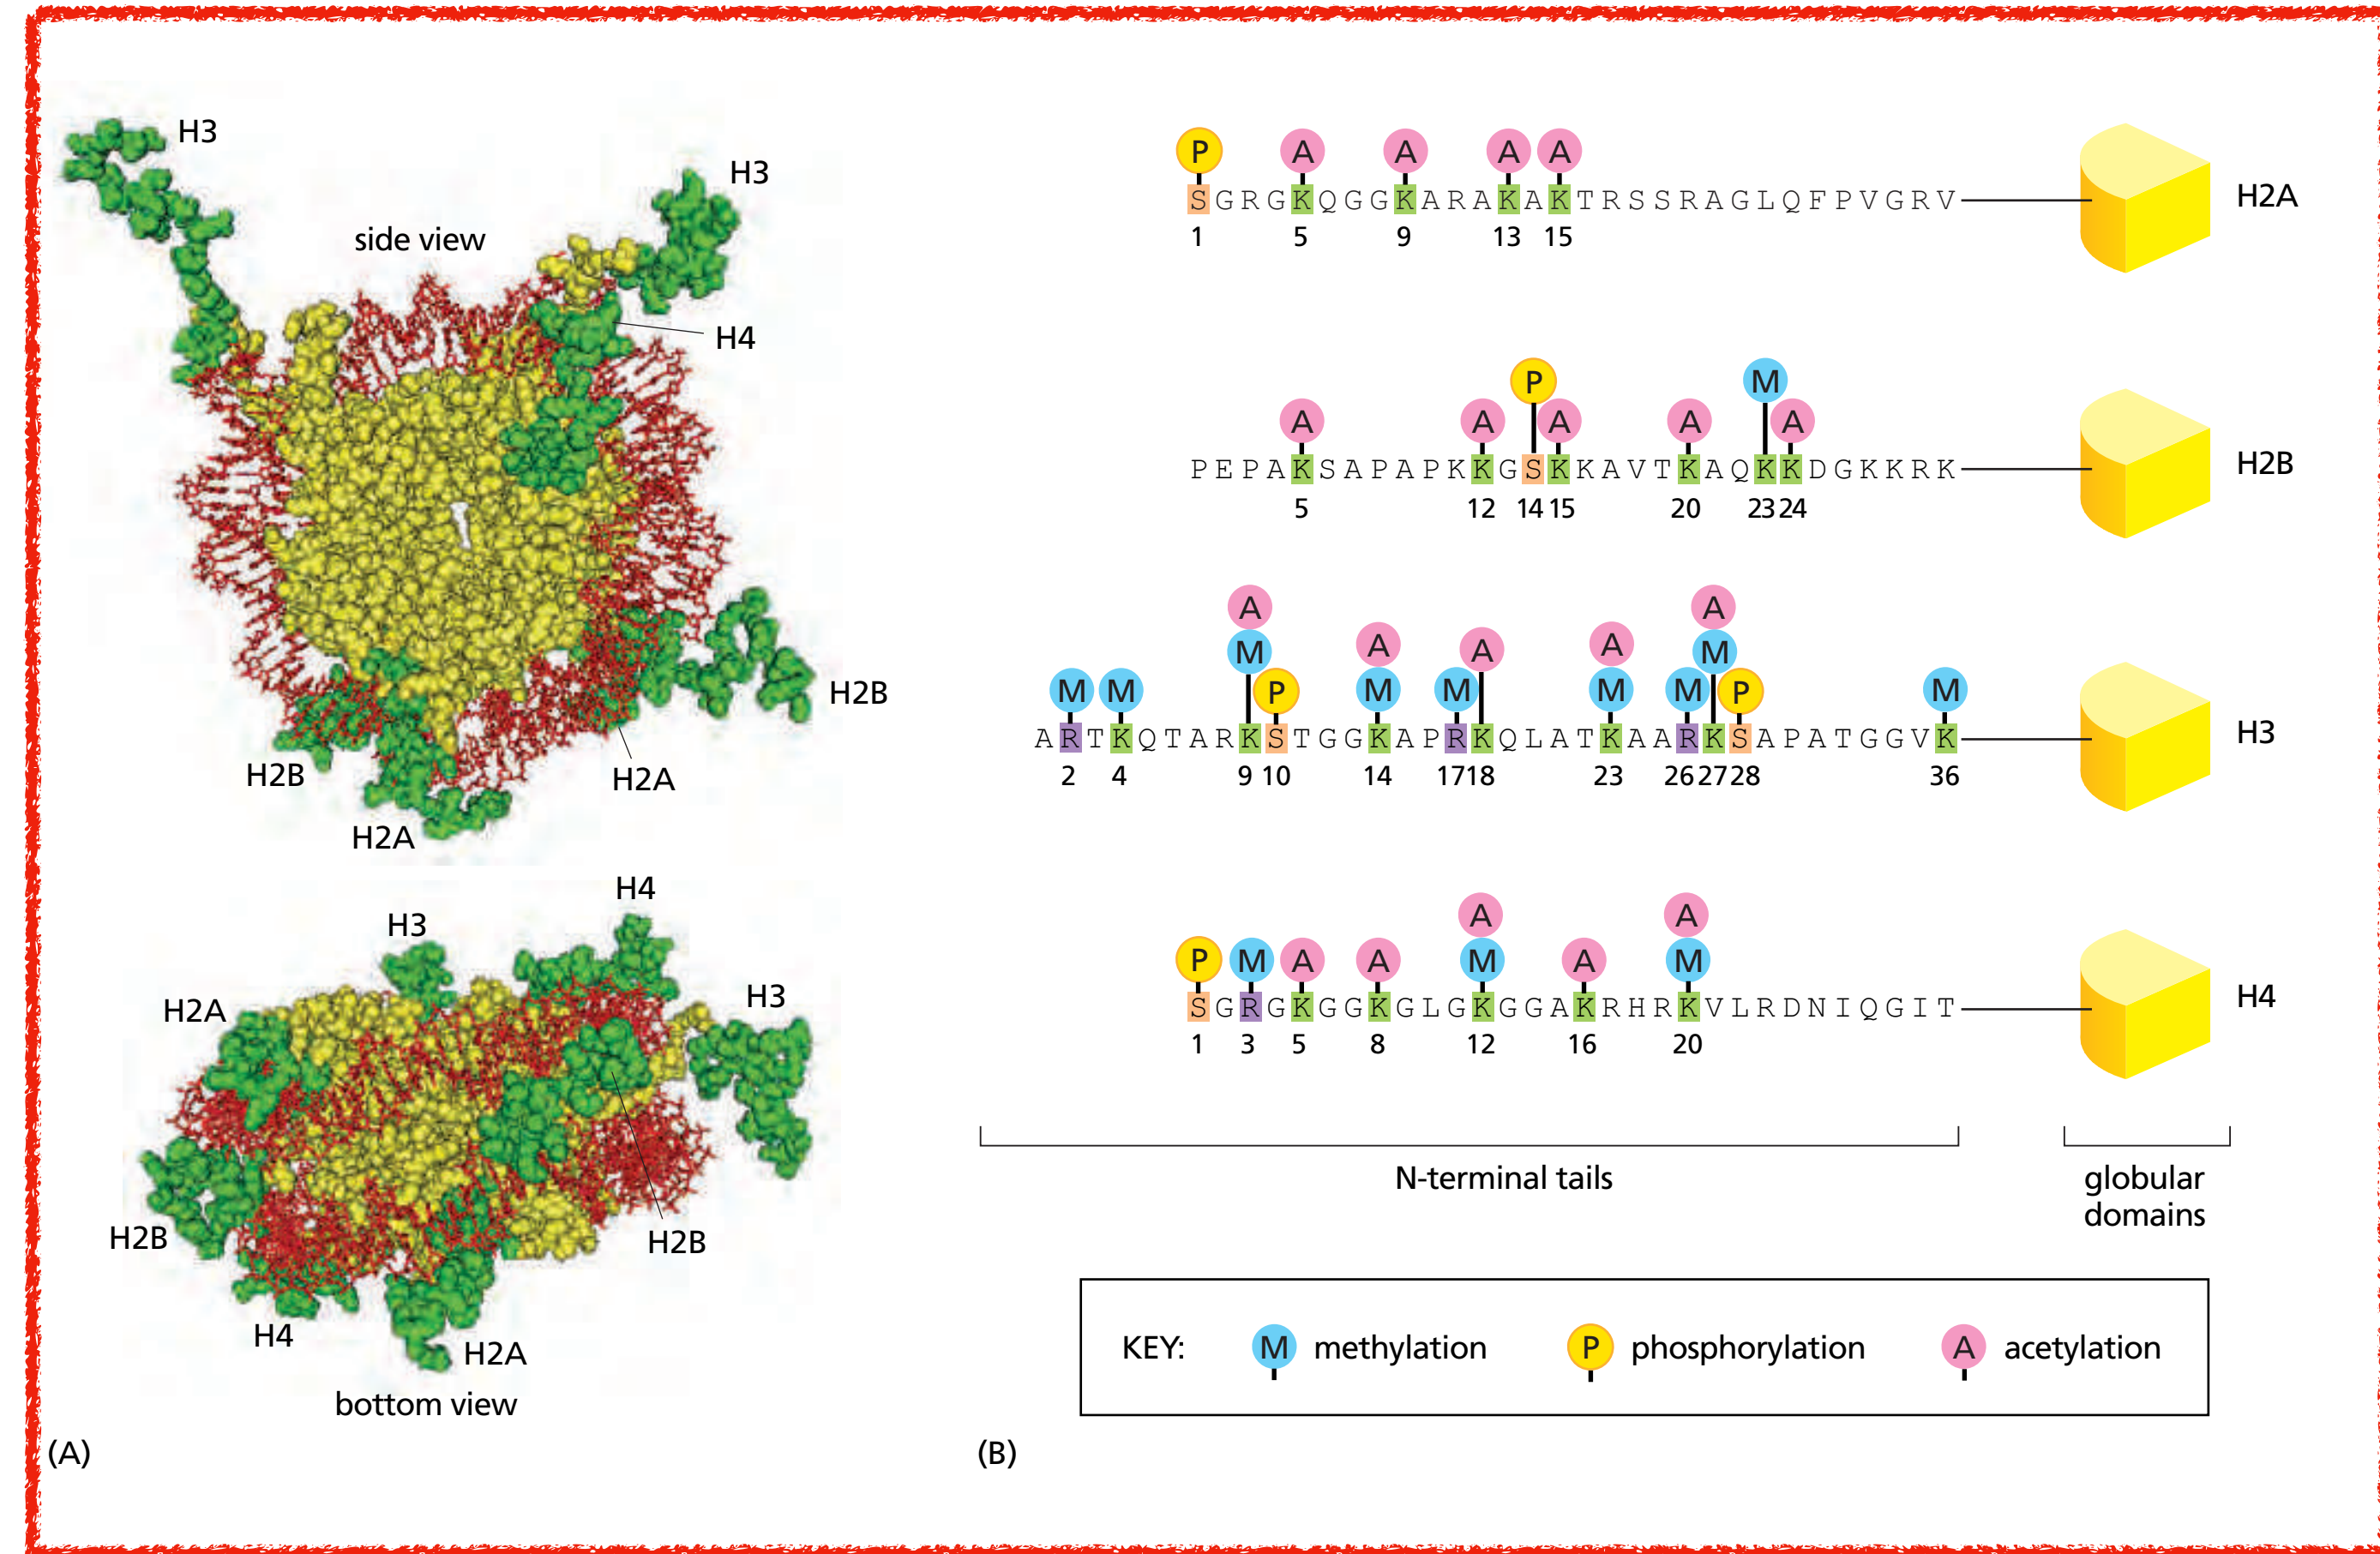 H3
H3
side view
H4
H2B
H2B
H2A
H2A
H4
H3
H3
H2A
H2B
H2B
H4
H2A
bottom view
(A)
P A A A A
SGRGKQGGKARAKAKTRSSRAGLQFPVGRV
1 5 9 13 15
H2A
P M
A A A A A
PEPAKSAPAPKKGSKKAVTKAQKKDGKKRK
5 12 14 15 20 23 24
H2B
A A
M A A A M
M M P M M M M P M
ARTKQTARKSTGGKAPRKQLATKAARKSAPATGGVK
2 4 9 10 14 17 18 23 26 27 28 36
H3
A A
P M A A M A M
SGRGKGGKGLGKGGAKRHRKVLRDNIQGIT
1 3 5 8 12 16 20
H4
N-terminal tails
globular
domains
KEY: M methylation P phosphorylation A acetylation
(B)